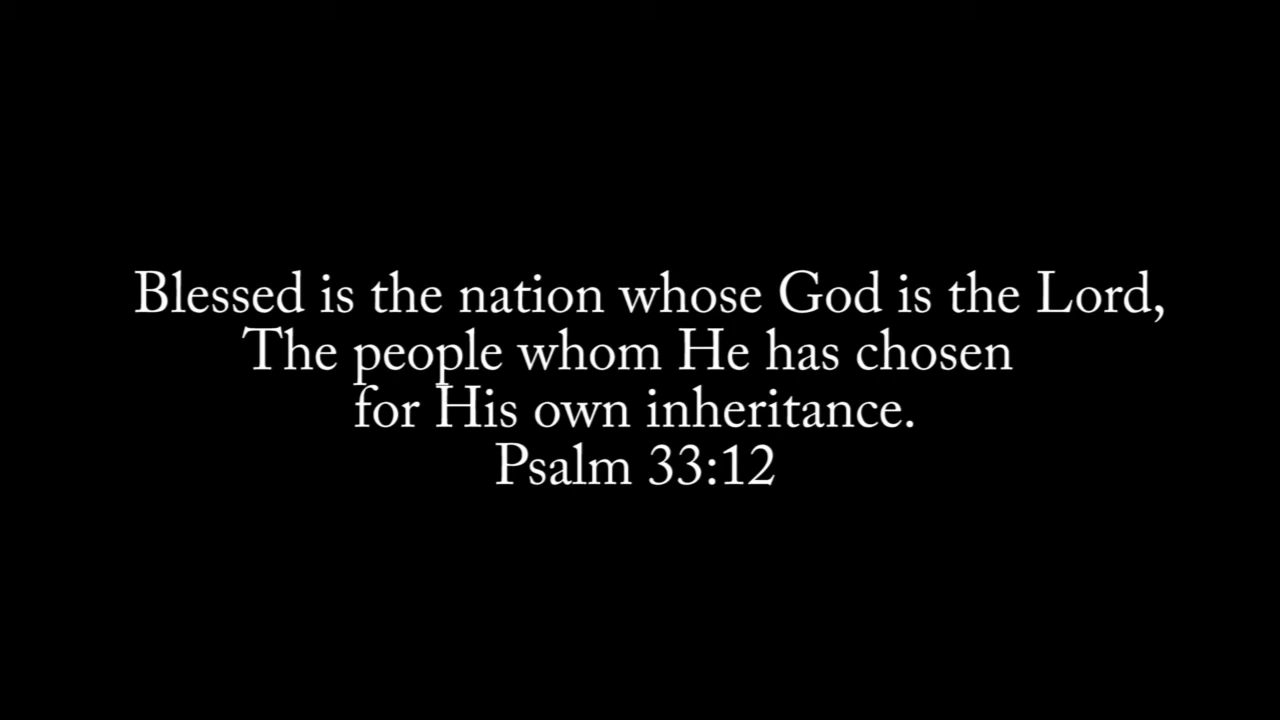 Blessed is the nation whose God is the Lord,
The people whom He has chosen
for His own inheritance.
Psalm 33:12